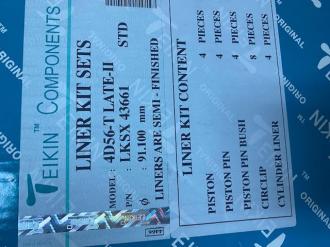 TEIKIN™ COMPONENTS
LINER KIT SETS
MODEL : 4D56-T LATE-II STD
P/N : LKSX 43661
ϕ : 91.100 mm
LINERS ARE SEMI - FINISHED
LINER KIT CONTENT
PISTON 4 PIECES
PISTON PIN 4 PIECES
PISTON PIN BUSH 4 PIECES
CIRCLIP 8 PIECES
CYLINDER LINER 4 PIECES
TEIKIN™
ORIGINAL
ORIGINAL